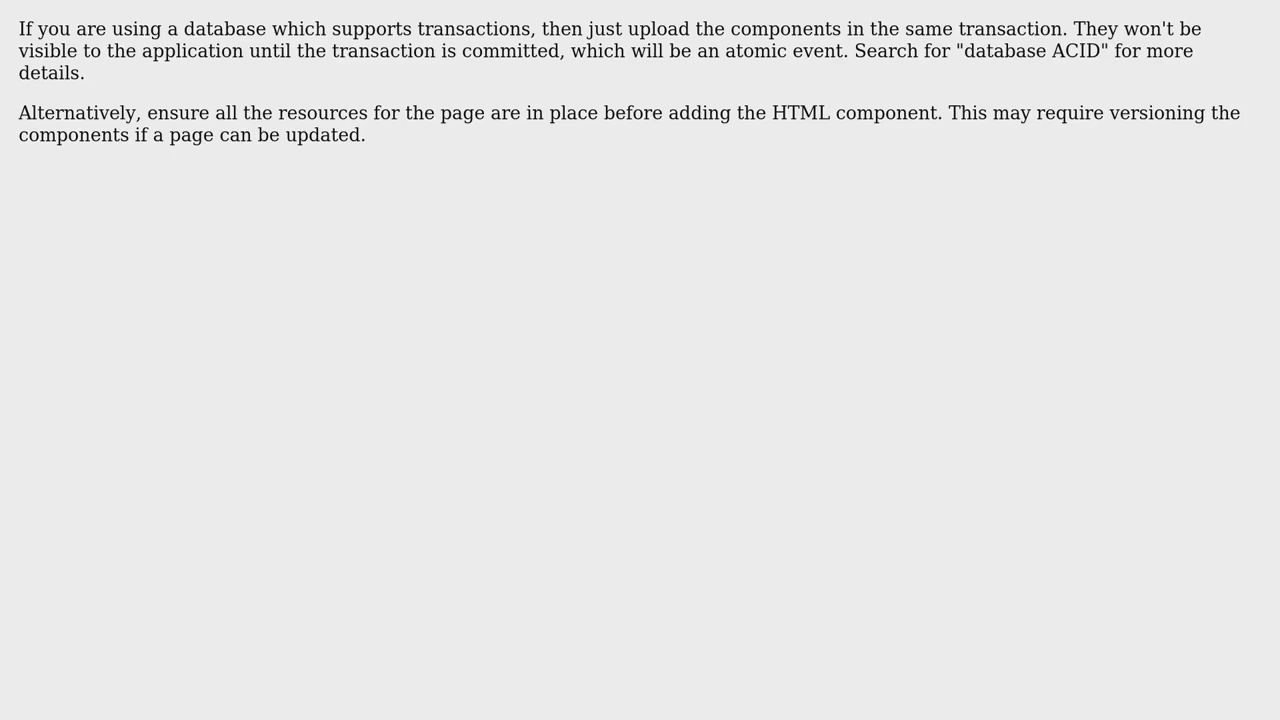 If you are using a database which supports transactions, then just upload the components in the same transaction. They won't be
visible to the application until the transaction is committed, which will be an atomic event. Search for "database ACID" for more
details.
Alternatively, ensure all the resources for the page are in place before adding the HTML component. This may require versioning the
components if a page can be updated.